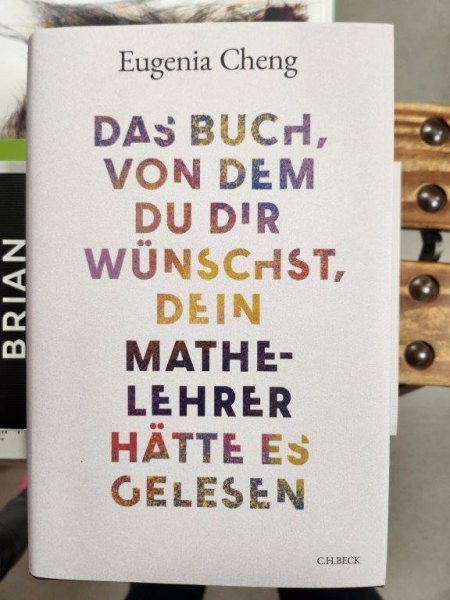 Eugenia Cheng
DAS BUCH,
VON DEM
DU DIR
WÜNSCHST,
DEIN
MATHE-
LEHRER
HÄTTE ES
GELESEN
C.H.BECK
BRIAN